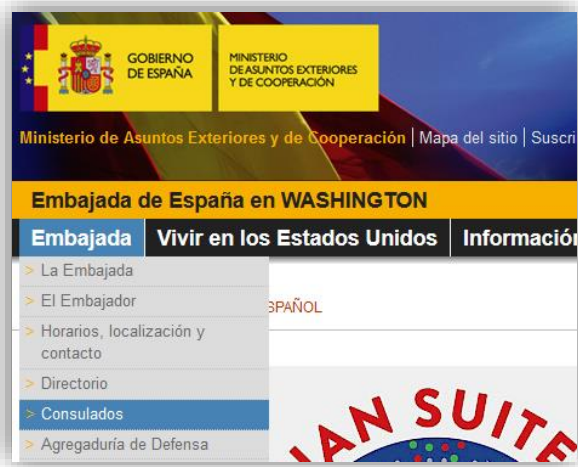 GOBIERNO
DE ESPAÑA
MINISTERIO
DE ASUNTOS EXTERIORES
Y DE COOPERACIÓN
Ministerio de Asuntos Exteriores y de Cooperación | Mapa del sitio | Suscri
Embajada de España en WASHINGTON
Embajada Vivir en los Estados Unidos Información
> La Embajada
> El Embajador
SPAÑOL
> Horarios, localización y
contacto
> Directorio
> Consulados
> Agregaduría de Defensa
AN SUITE